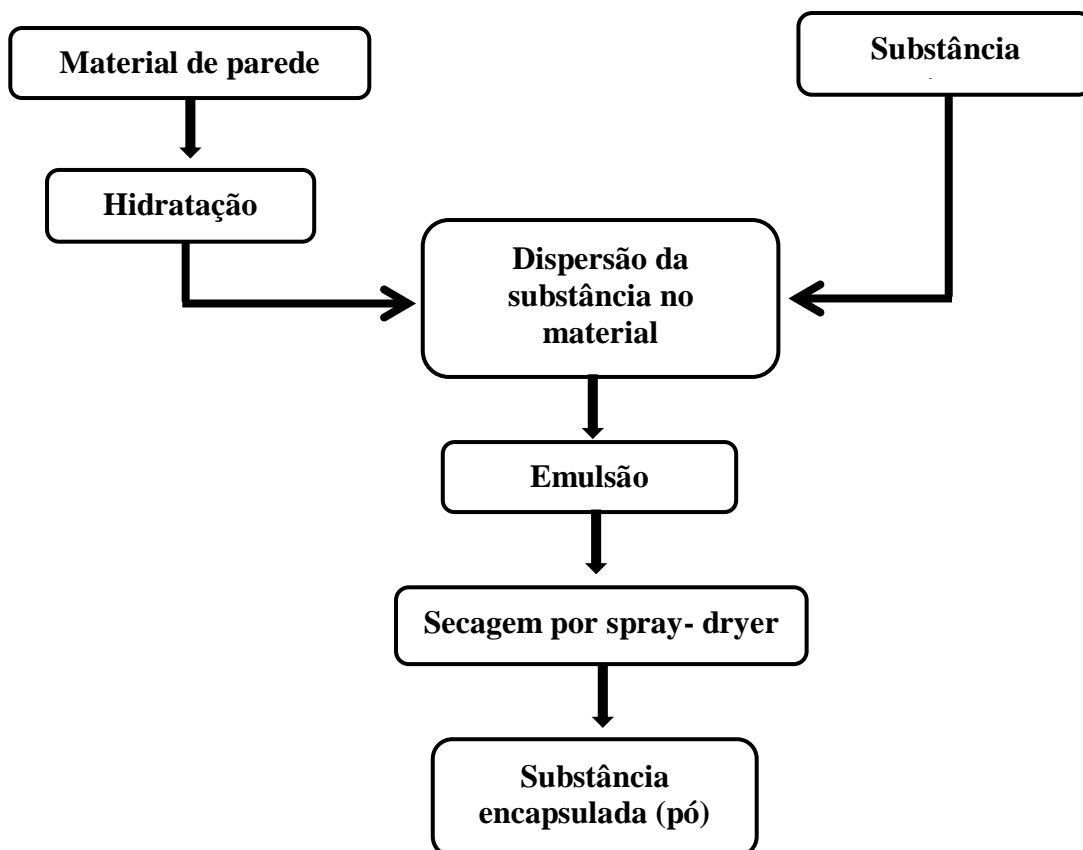 Material de parede
Substância
Hidratação
Dispersão da
substância no
material
Emulsão
Secagem por spray- dryer
Substância
encapsulada (pó)